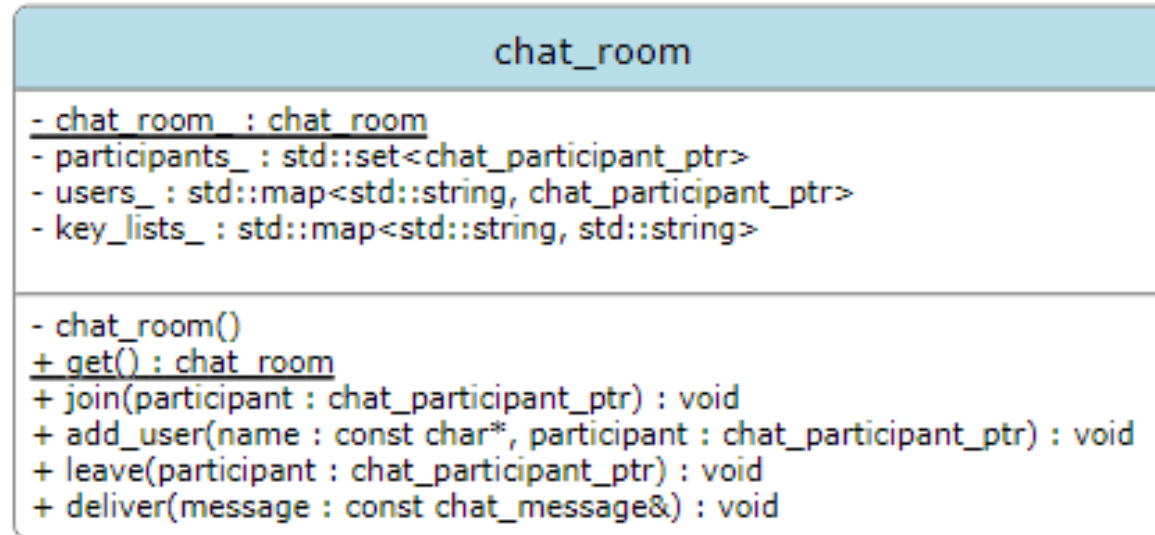 chat_room
- chat_room_ : chat_room
- participants_ : std::set<chat_participant_ptr>
- users_ : std::map<std::string, chat_participant_ptr>
- key_lists_ : std::map<std::string, std::string>
- chat_room()
+ get() : chat_room
+ join(participant : chat_participant_ptr) : void
+ add_user(name : const char*, participant : chat_participant_ptr) : void
+ leave(participant : chat_participant_ptr) : void
+ deliver(message : const chat_message&) : void